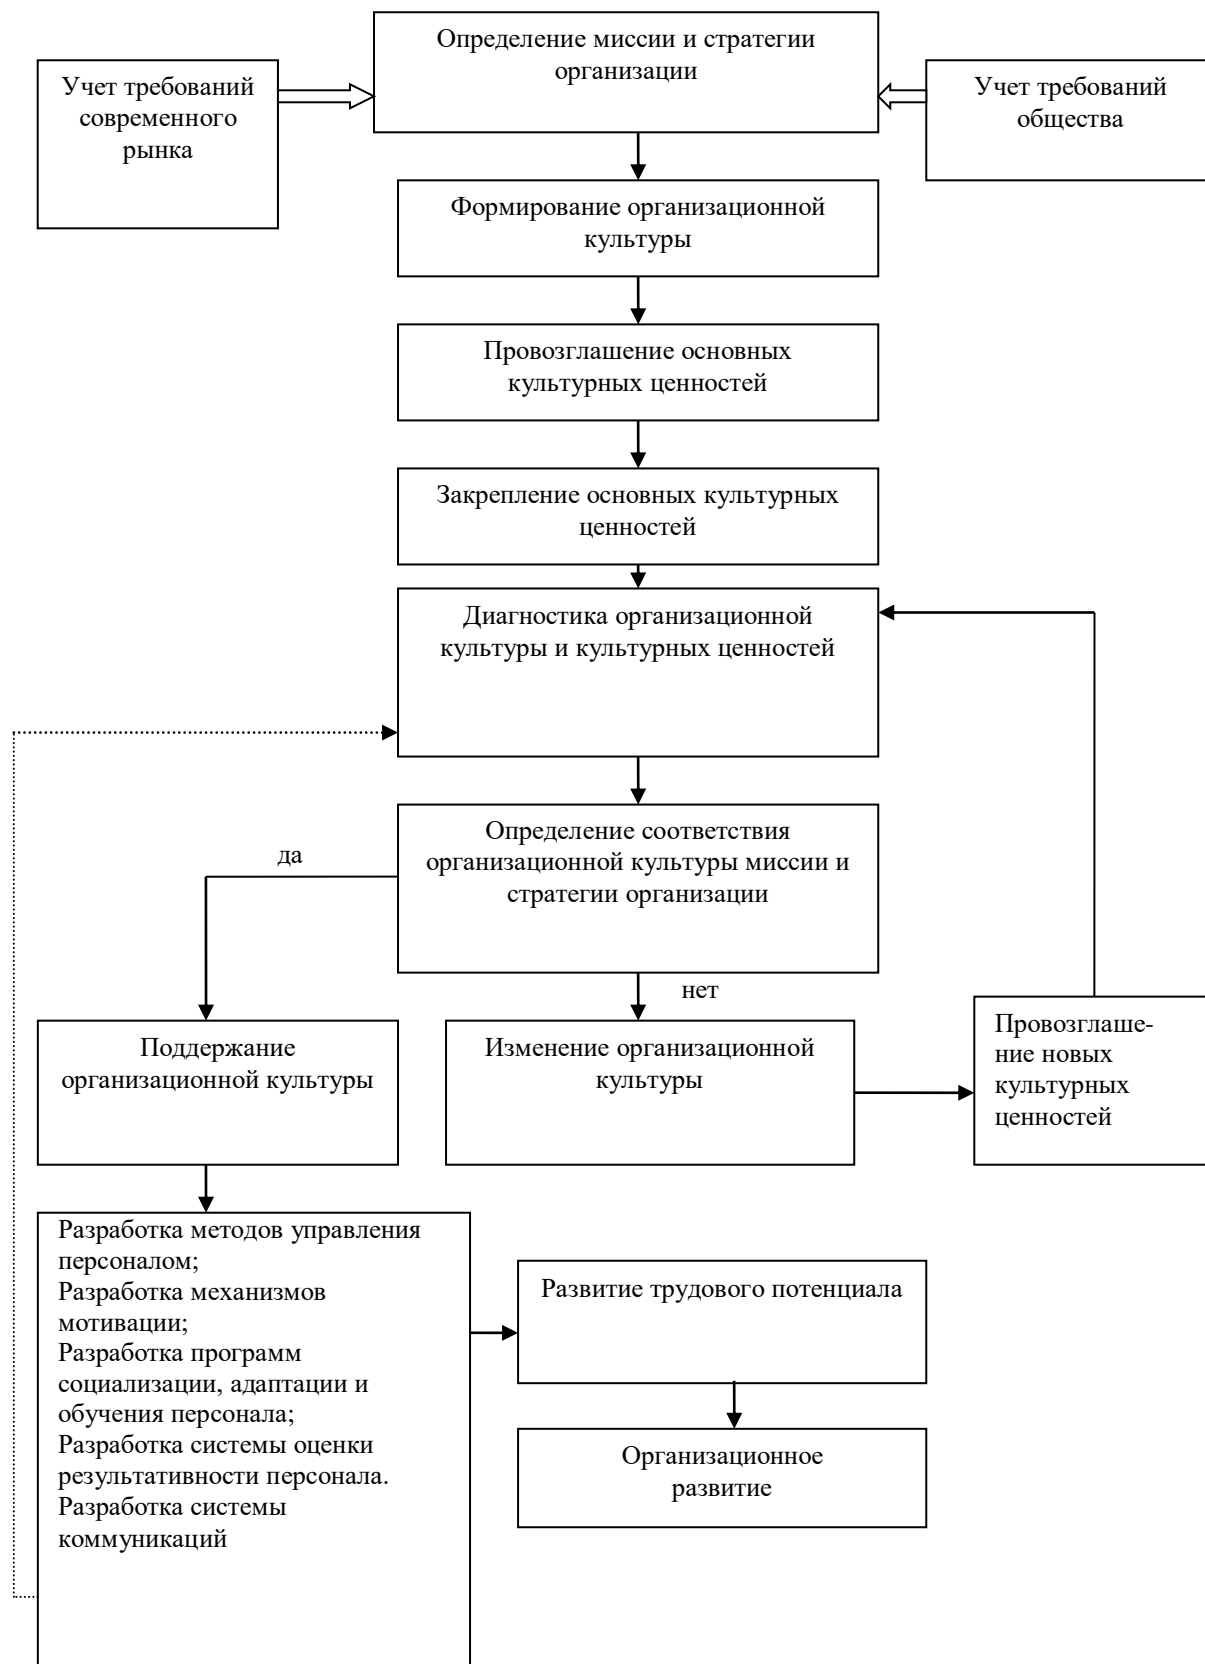 Определение миссии и стратегии
организации
Учет требований
современного
рынка
Учет требований
общества
Формирование организационной
культуры
Провозглашение основных
культурных ценностей
Закрепление основных культурных
ценностей
Диагностика организационной
культуры и культурных ценностей
Определение соответствия
организационной культуры миссии и
стратегии организации
да
нет
Поддержание
организационной культуры
Изменение организационной
культуры
Провозглаше-
ние новых
культурных
ценностей
Разработка методов управления
персоналом;
Разработка механизмов
мотивации;
Разработка программ
социализации, адаптации и
обучения персонала;
Разработка системы оценки
результативности персонала.
Разработка системы
коммуникаций
Развитие трудового потенциала
Организационное
развитие